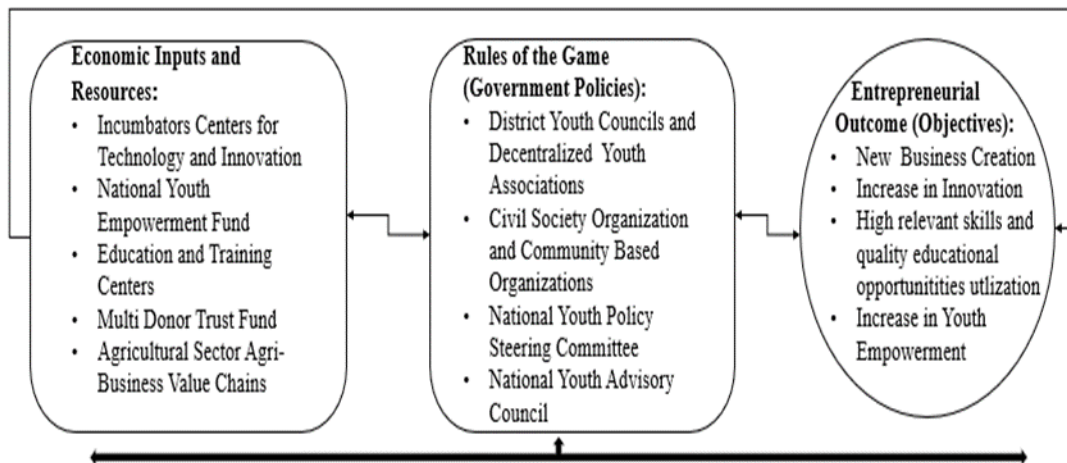 Economic Inputs and
Resources:
• Incumbators Centers for
Technology and Innovation
• National Youth
Empowerment Fund
• Education and Training
Centers
• Multi Donor Trust Fund
• Agricultural Sector Agri-
Business Value Chains
Rules of the Game
(Government Policies):
• District Youth Councils and
Decentralized Youth
Associations
• Civil Society Organization
and Community Based
Organizations
• National Youth Policy
Steering Committee
• National Youth Advisory
Council
Entrepreneurial
Outcome (Objectives):
• New Business Creation
• Increase in Innovation
• High relevant skills and
quality educational
opportunitities utlization
• Increase in Youth
Empowerment